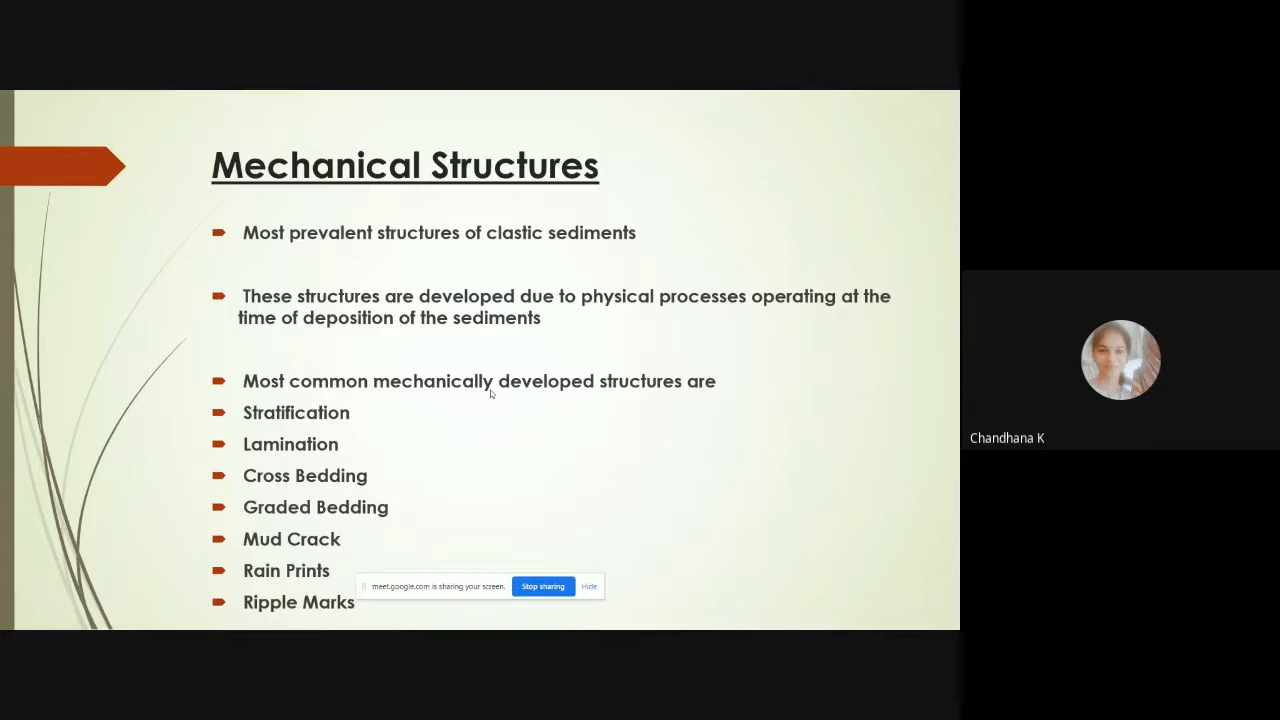 Mechanical Structures
Most prevalent structures of clastic sediments
These structures are developed due to physical processes operating at the
time of deposition of the sediments
Most common mechanically developed structures are
Stratification
Lamination
Cross Bedding
Graded Bedding
Mud Crack
Rain Prints
meet.google.com is sharing your screen. Stop sharing Hide
Ripple Marks
Chandhana K